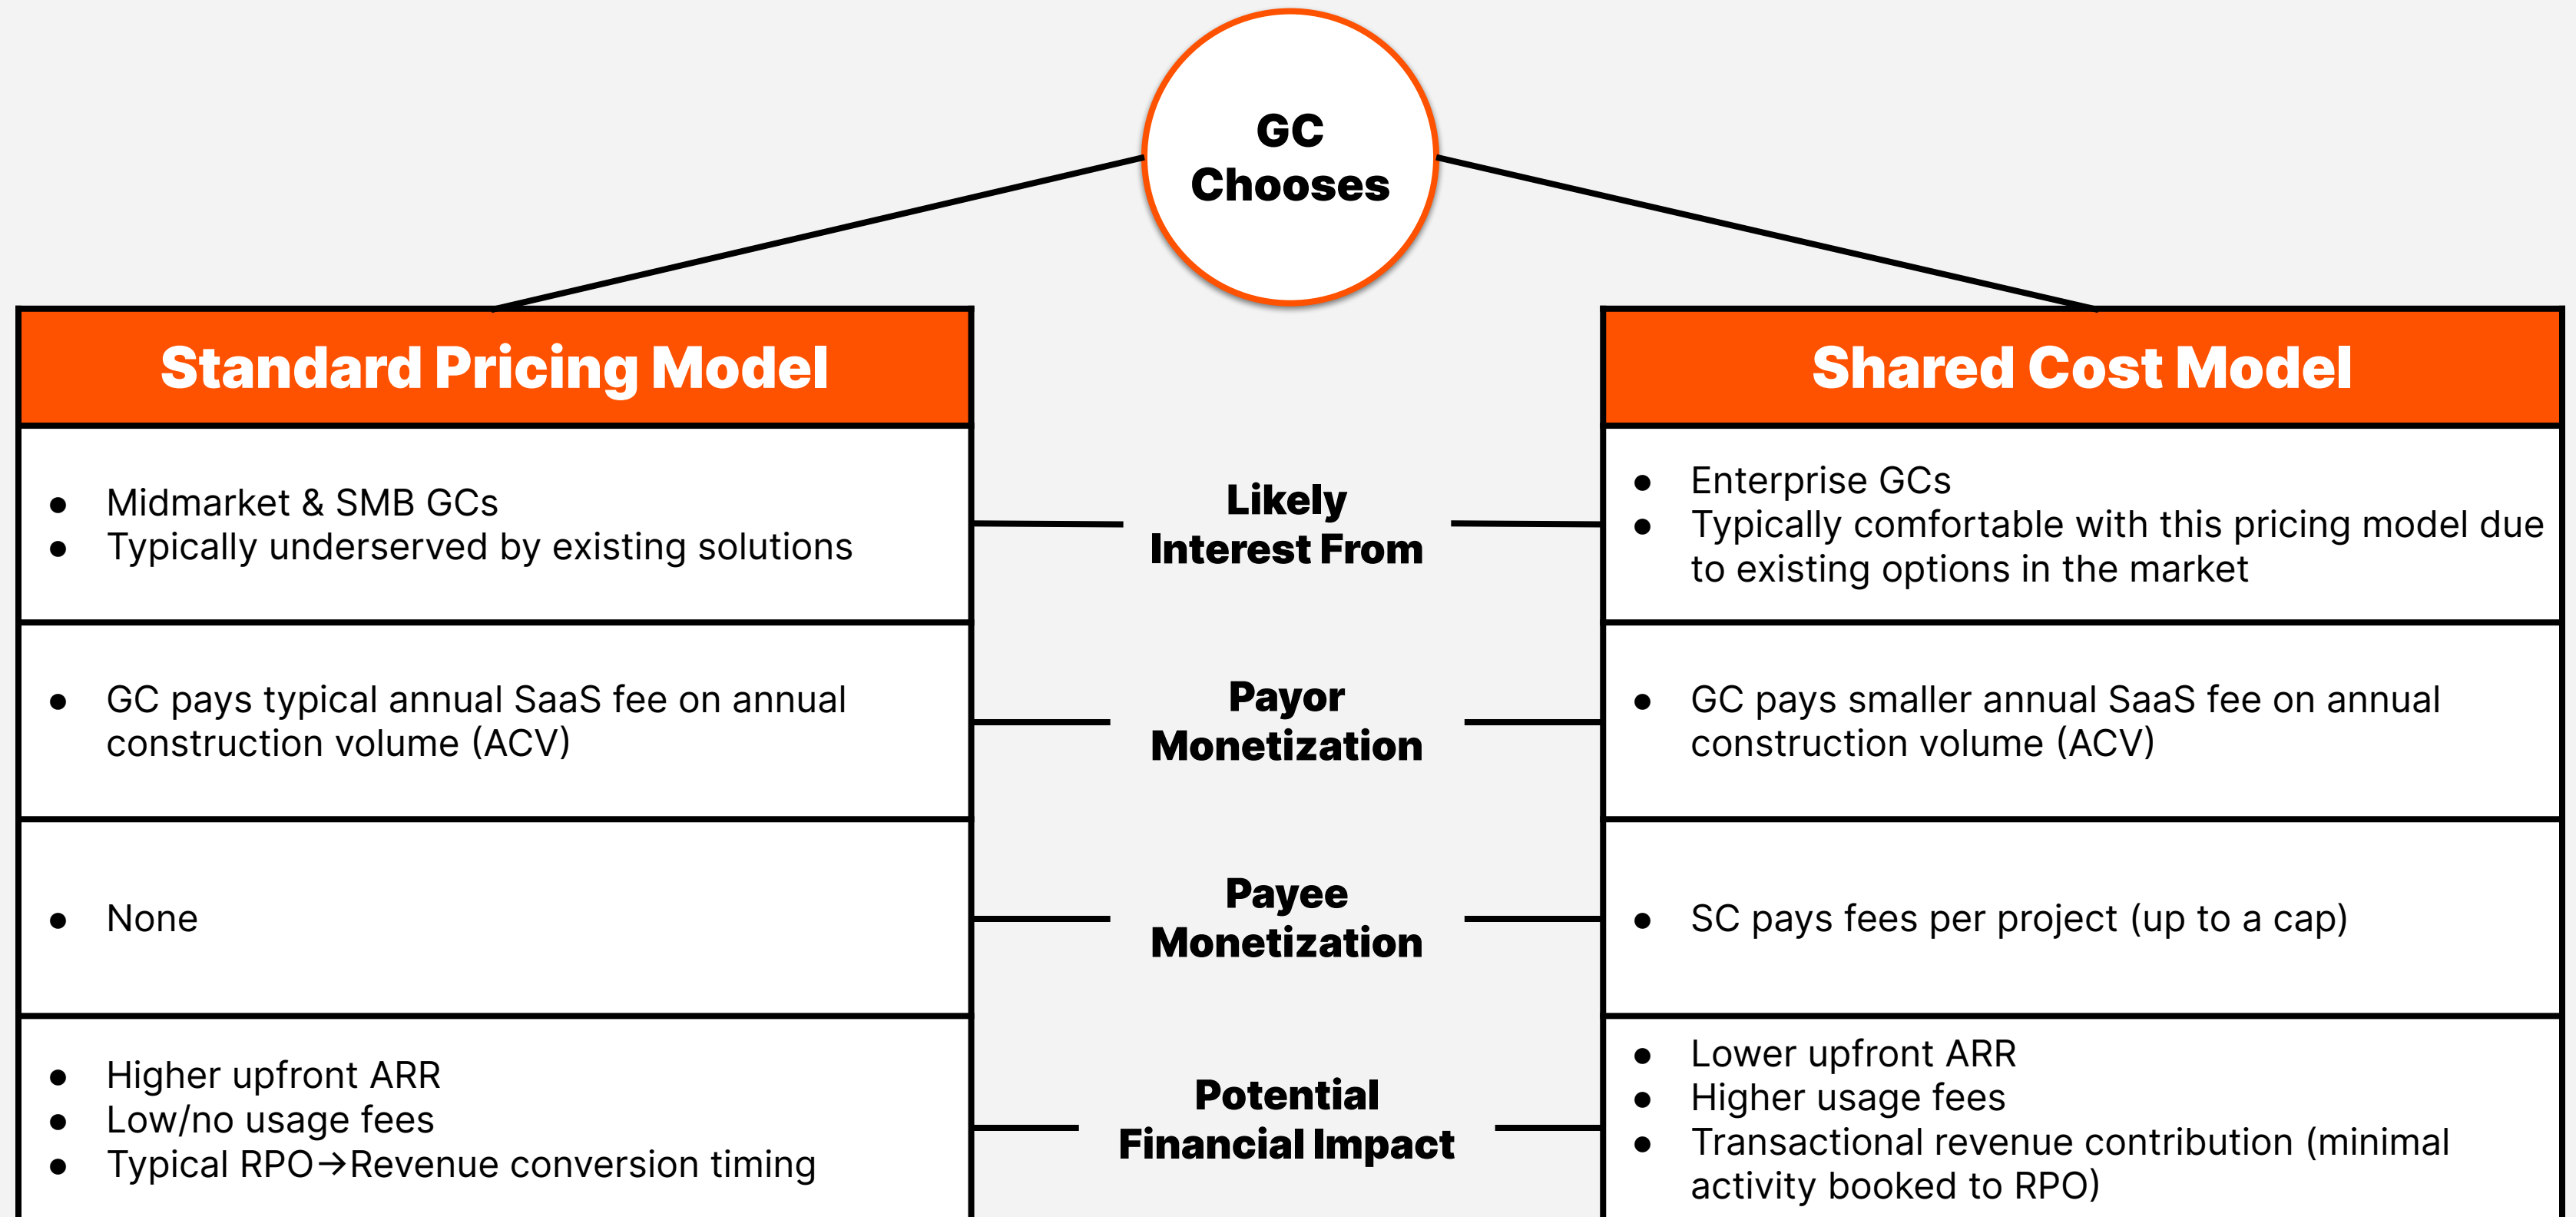 GC
Chooses
Standard Pricing Model
Shared Cost Model
● Midmarket & SMB GCs
● Typically underserved by existing solutions
Likely
Interest From
● Enterprise GCs
● Typically comfortable with this pricing model due
to existing options in the market
● GC pays typical annual SaaS fee on annual
construction volume (ACV)
Payor
Monetization
● GC pays smaller annual SaaS fee on annual
construction volume (ACV)
● None
Payee
Monetization
● SC pays fees per project (up to a cap)
● Higher upfront ARR
● Low/no usage fees
● Typical RPO→Revenue conversion timing
Potential
Financial Impact
● Lower upfront ARR
● Higher usage fees
● Transactional revenue contribution (minimal
activity booked to RPO)